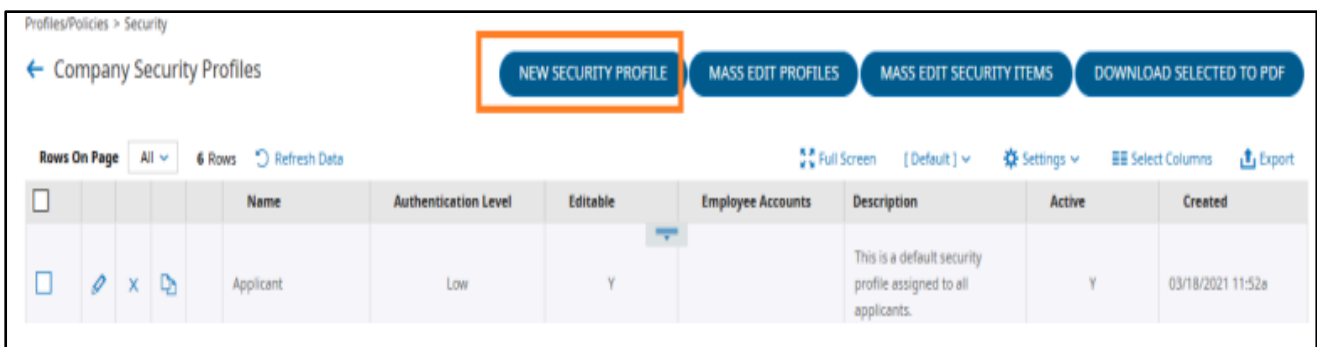 Profiles/Policies > Security
← Company Security Profiles
NEW SECURITY PROFILE MASS EDIT PROFILES MASS EDIT SECURITY ITEMS DOWNLOAD SELECTED TO PDF
Rows On Page All 6 Rows Refresh Data Full Screen [ Default ] Settings Select Columns Export
Name Authentication Level Editable Employee Accounts Description Active Created
Applicant Low Y This is a default security
profile assigned to all
applicants. Y 03/18/2021 11:52a